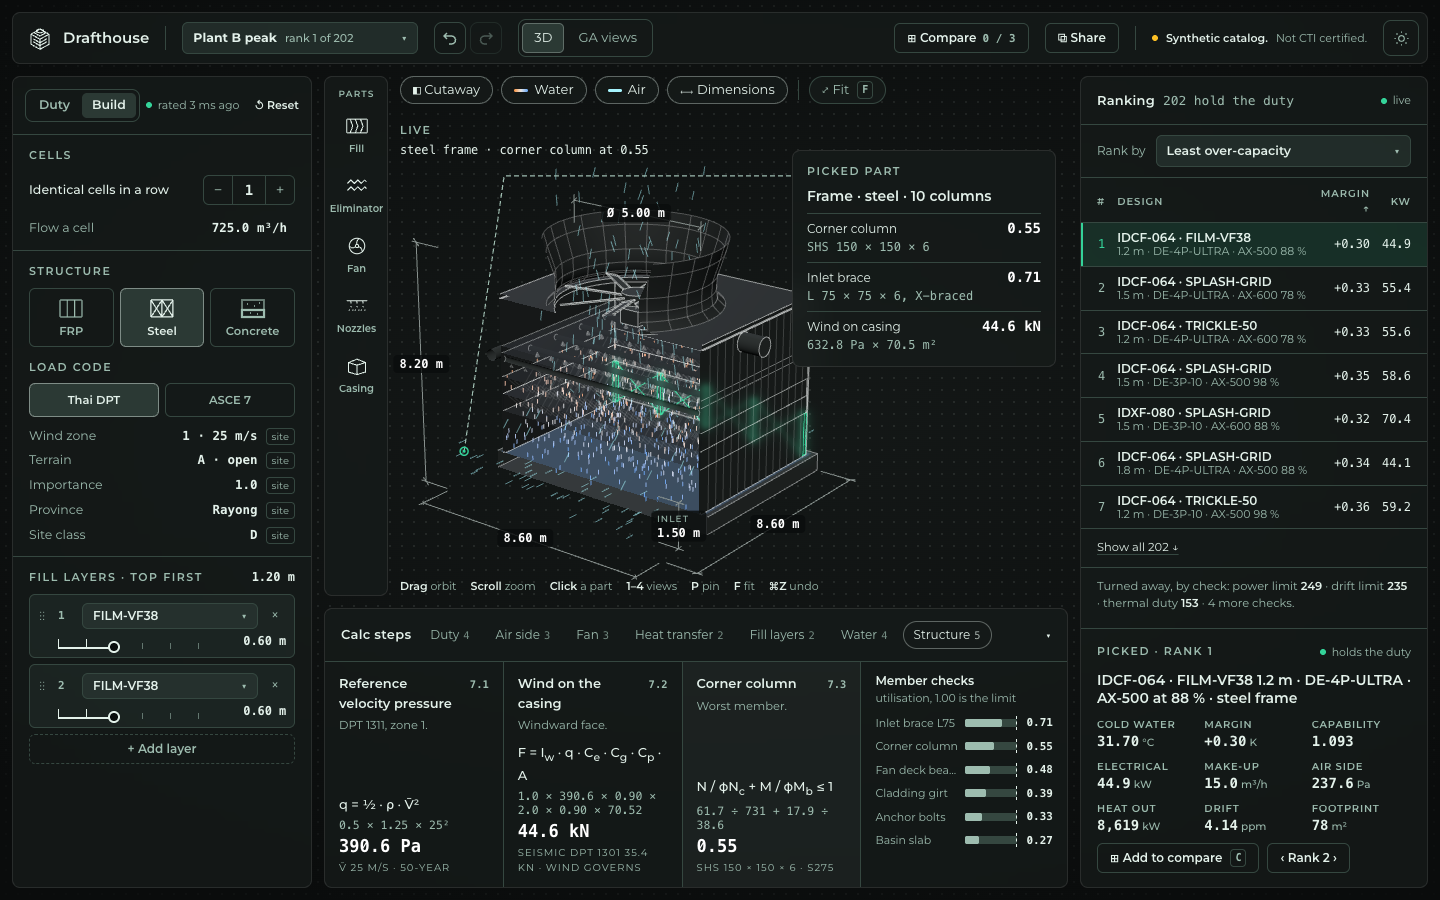 Drafthouse
Plant B peak rank 1 of 202
3D GA views
Compare 0 / 3
Share
Synthetic catalog. Not CTI certified.
Duty Build rated 3 ms ago Reset
CELLS
Identical cells in a row − 1 +
Flow a cell 725.0 m³/h
STRUCTURE
FRP Steel Concrete
LOAD CODE
Thai DPT ASCE 7
Wind zone 1 · 25 m/s site
Terrain A · open site
Importance 1.0 site
Province Rayong site
Site class D site
FILL LAYERS · TOP FIRST 1.20 m
1 FILM-VF38 ×
0.60 m
2 FILM-VF38 ×
0.60 m
+ Add layer
PARTS
Fill
Eliminator
Fan
Nozzles
Casing
Cutaway Water Air Dimensions Fit F
LIVE
steel frame · corner column at 0.55
Ø 5.00 m
8.20 m
8.60 m
INLET
1.50 m
8.60 m
PICKED PART
Frame · steel · 10 columns
Corner column 0.55
SHS 150 × 150 × 6
Inlet brace 0.71
L 75 × 75 × 6, X−braced
Wind on casing 44.6 kN
632.8 Pa × 70.5 m²
Drag orbit Scroll zoom Click a part 1–4 views P pin F fit ⌘Z undo
Calc steps Duty 4 Air side 3 Fan 3 Heat transfer 2 Fill layers 2 Water 4 Structure 5
Reference velocity pressure 7.1
DPT 1311, zone 1.
q = ½ · ρ · V̄²
0.5 × 1.25 × 25²
390.6 Pa
V̄ 25 M/S · 50-YEAR
Wind on the casing 7.2
Windward face.
F = Iw · q · Ce · Cg · Cp · A
1.0 × 390.6 × 0.90 ×
2.0 × 0.90 × 70.52
44.6 kN
SEISMIC DPT 1301 35.4
KN · WIND GOVERNS
Corner column 7.3
Worst member.
N / ϕNc + M / ϕMb ≤ 1
61.7 ÷ 731 + 17.9 ÷
38.6
0.55
SHS 150 × 150 × 6 · S275
Member checks
utilisation, 1.00 is the limit
Inlet brace L75 0.71
Corner column 0.55
Fan deck bea… 0.48
Cladding girt 0.39
Anchor bolts 0.33
Basin slab 0.27
Ranking 202 hold the duty live
Rank by Least over-capacity
# DESIGN MARGIN ↑ KW
1 IDCF-064 · FILM-VF38 +0.30 44.9
1.2 m · DE-4P-ULTRA · AX-500 88 %
2 IDCF-064 · SPLASH-GRID +0.33 55.4
1.5 m · DE-4P-ULTRA · AX-600 78 %
3 IDCF-064 · TRICKLE-50 +0.33 55.6
1.2 m · DE-4P-ULTRA · AX-600 78 %
4 IDCF-064 · SPLASH-GRID +0.35 58.6
1.5 m · DE-3P-10 · AX-500 98 %
5 IDXF-080 · SPLASH-GRID +0.32 70.4
1.5 m · DE-3P-10 · AX-600 88 %
6 IDCF-064 · SPLASH-GRID +0.34 44.1
1.8 m · DE-4P-ULTRA · AX-500 88 %
7 IDCF-064 · TRICKLE-50 +0.36 59.2
1.2 m · DE-3P-10 · AX-500 98 %
Show all 202 ↓
Turned away, by check: power limit 249 · drift limit 235
· thermal duty 153 · 4 more checks.
PICKED · RANK 1 holds the duty
IDCF-064 · FILM-VF38 1.2 m · DE-4P-ULTRA ·
AX-500 at 88 % · steel frame
COLD WATER MARGIN CAPABILITY
31.70 °C +0.30 K 1.093
ELECTRICAL MAKE-UP AIR SIDE
44.9 kW 15.0 m³/h 237.6 Pa
HEAT OUT DRIFT FOOTPRINT
8,619 kW 4.14 ppm 78 m²
Add to compare C ‹ Rank 2 ›